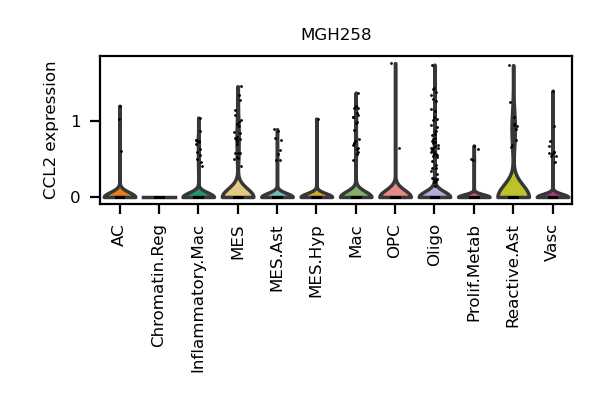 MGH258
CCL2 expression
1
0
AC
Chromatin.Reg
Inflammatory.Mac
MES
MES.Ast
MES.Hyp
Mac
OPC
Oligo
Prolif.Metab
Reactive.Ast
Vasc